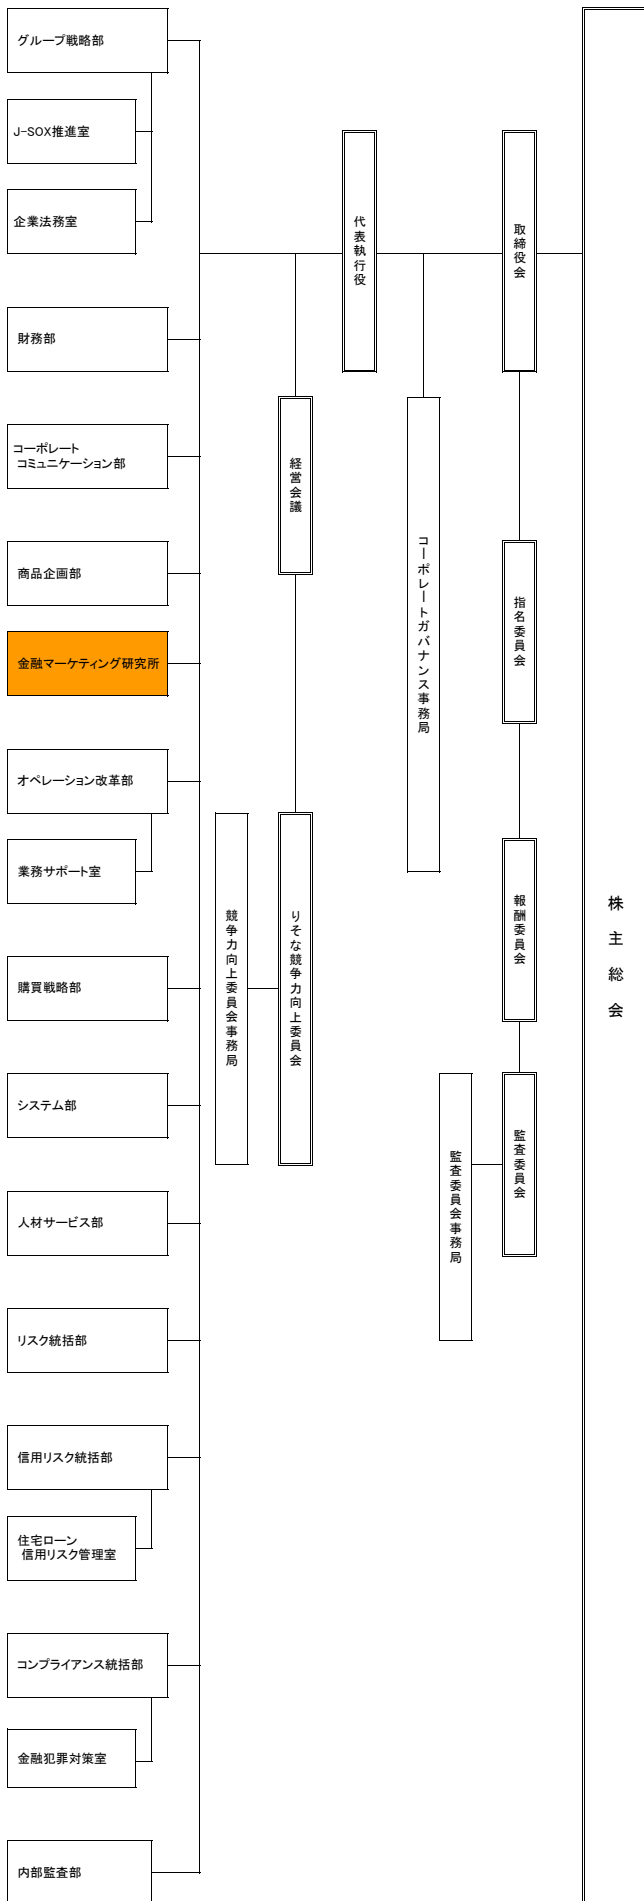 グループ戦略部
J-SOX推進室
企業法務室
財務部
コーポレート
コミュニケーション部
商品企画部
金融マーケティング研究所
オペレーション改革部
業務サポート室
購買戦略部
システム部
人材サービス部
リスク統括部
信用リスク統括部
住宅ローン
信用リスク管理室
コンプライアンス統括部
金融犯罪対策室
内部監査部
競争力向上委員会事務局
経営会議
りそな競争力向上委員会
代表執行役
コーポレートガバナンス事務局
監査委員会事務局
取締役会
指名委員会
報酬委員会
監査委員会
株主総会